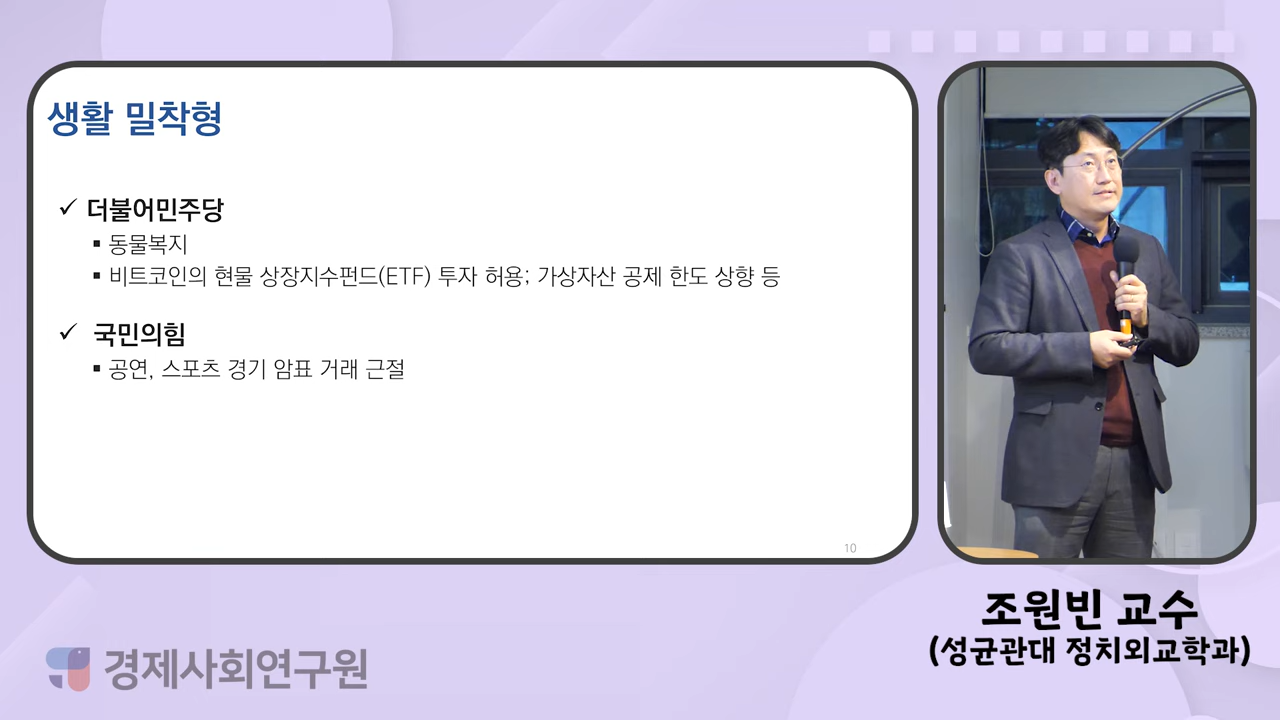 생활 밀착형
✓ 더불어민주당
▪ 동물복지
▪ 비트코인의 현물 상장지수펀드(ETF) 투자 허용; 가상자산 공제 한도 상향 등
✓ 국민의힘
▪ 공연, 스포츠 경기 암표 거래 근절
10
조원빈 교수
(성균관대 정치외교학과)
경제사회연구원